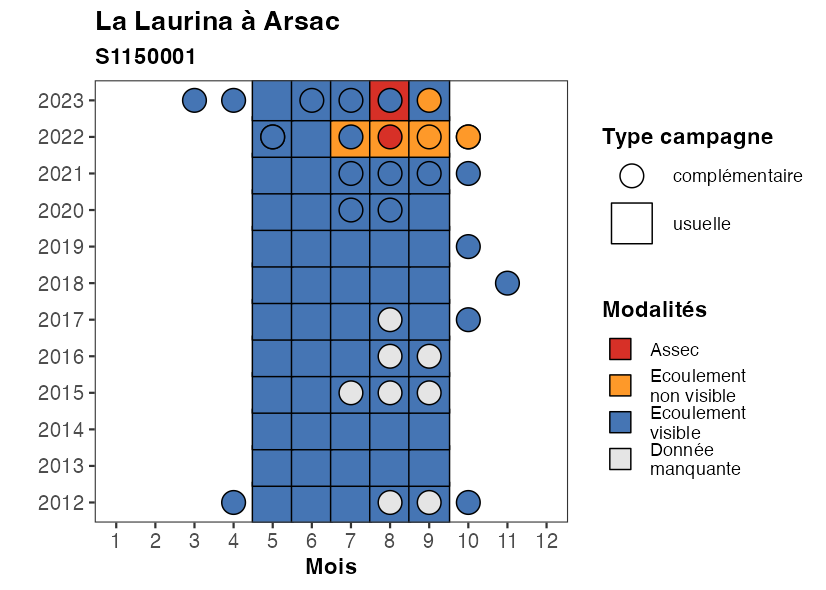 La Laurina à Arsac
S1150001
2023
2022
2021
2020
2019
2018
2017
2016
2015
2014
2013
2012
1 2 3 4 5 6 7 8 9 10 11 12
Mois
Type campagne
complémentaire
usuelle
Modalités
Assec
Ecoulement
non visible
Ecoulement
visible
Donnée
manquante